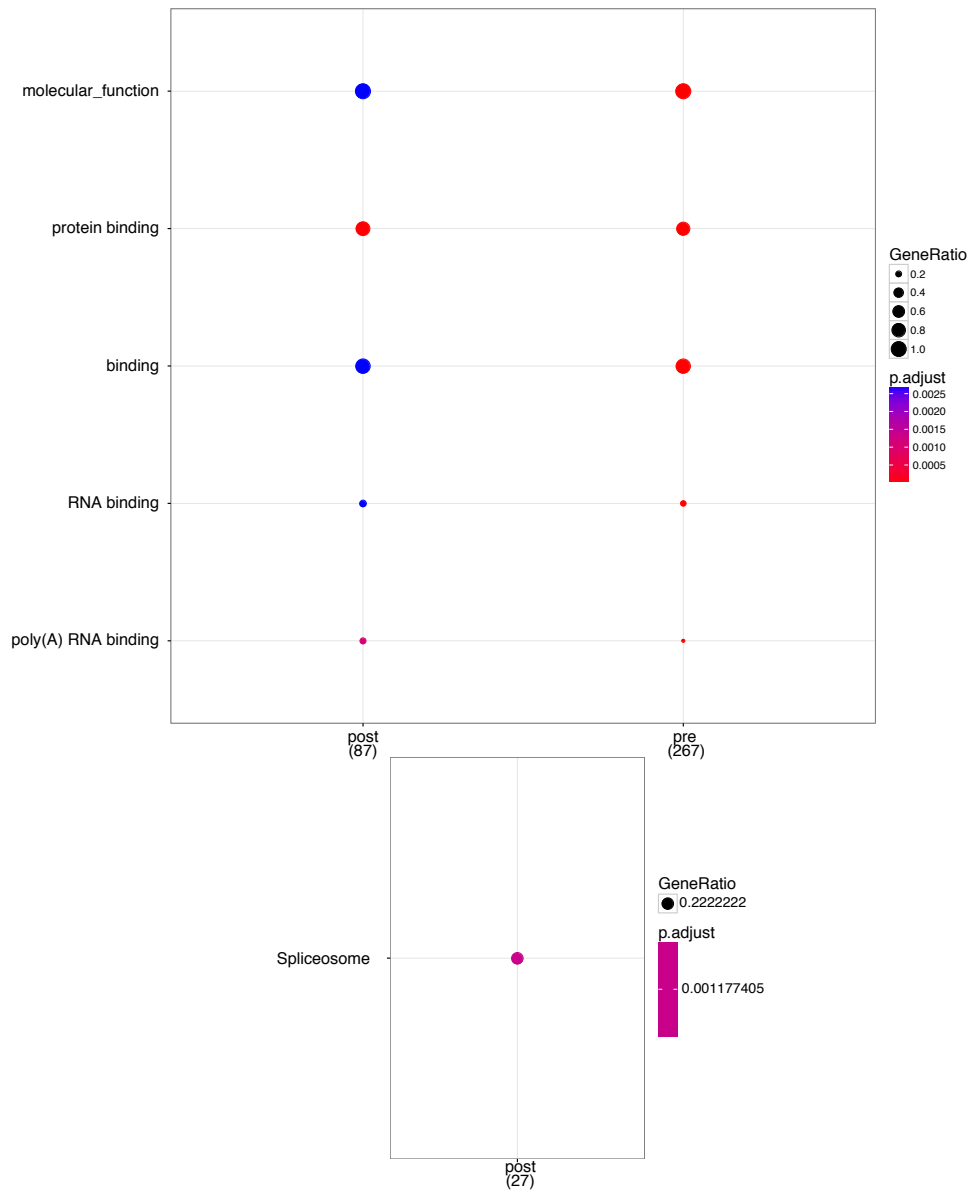 molecular_function
protein binding
binding
RNA binding
poly(A) RNA binding
post
(87)
pre
(267)
GeneRatio
0.2
0.4
0.6
0.8
1.0
p.adjust
0.0025
0.0020
0.0015
0.0010
0.0005
Spliceosome
post
(27)
GeneRatio
0.2222222
p.adjust
0.001177405